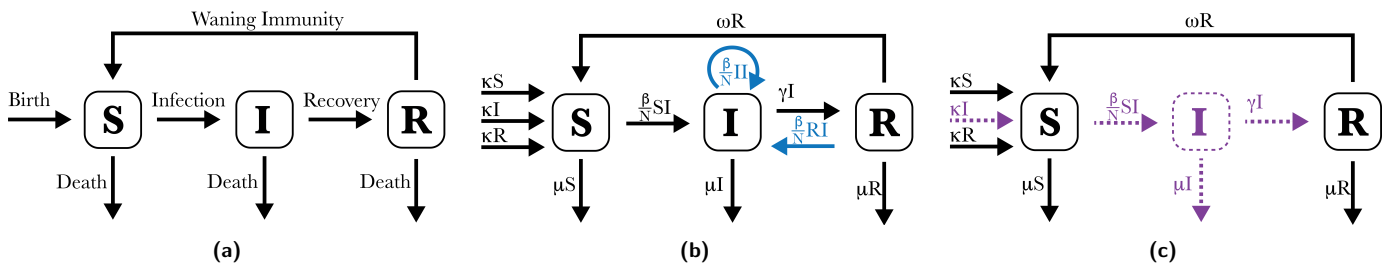 Waning Immunity
Birth
S
Infection
I
Recovery
R
Death
Death
Death
(a)
ωR
κS
κI
κR
S
β/N SI
β/N II
I
γI
β/N RI
R
μS
μI
μR
(b)
ωR
κS
κI
κR
S
β/N SI
I
γI
R
μS
μI
μR
(c)